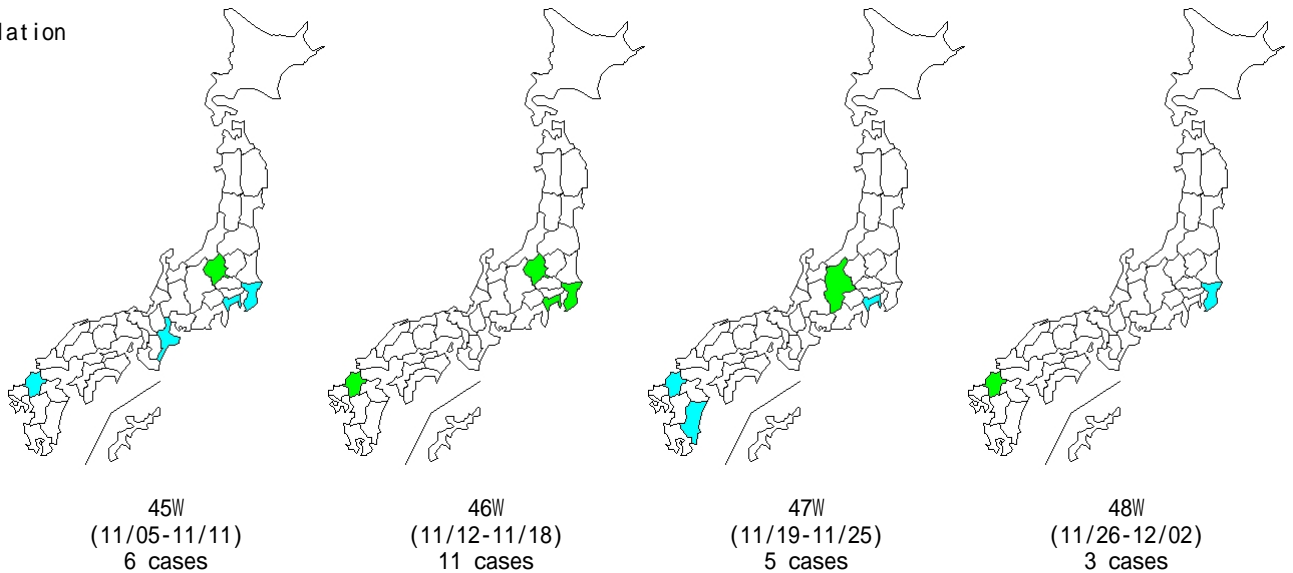 lation
45W
(11/05-11/11)
6 cases
46W
(11/12-11/18)
11 cases
47W
(11/19-11/25)
5 cases
48W
(11/26-12/02)
3 cases